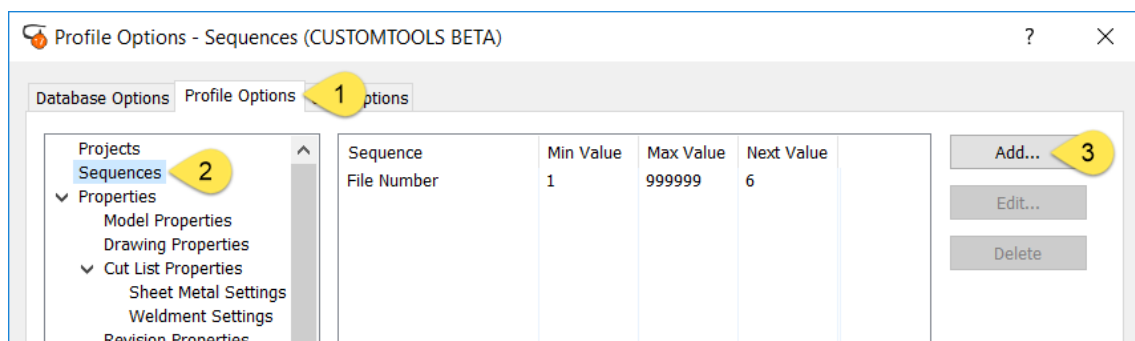 Profile Options - Sequences (CUSTOMTOOLS BETA) ? ×
Database Options Profile Options 1 ptions
Projects
Sequences 2
Properties
Model Properties
Drawing Properties
Cut List Properties
Sheet Metal Settings
Weldment Settings
Revision Properties
Sequence Min Value Max Value Next Value
File Number 1 999999 6
Add... 3
Edit...
Delete